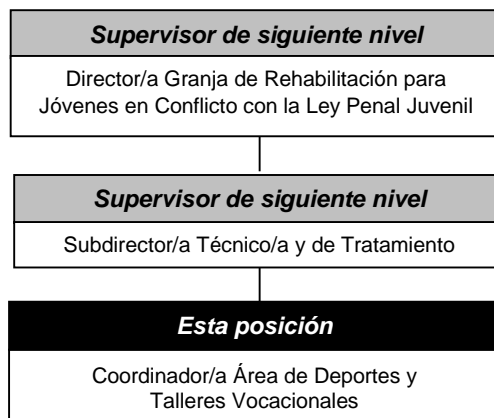 Supervisor de siguiente nivel
Director/a Granja de Rehabilitación para
Jóvenes en Conflicto con la Ley Penal Juvenil
Supervisor de siguiente nivel
Subdirector/a Técnico/a y de Tratamiento
Esta posición
Coordinador/a Área de Deportes y
Talleres Vocacionales